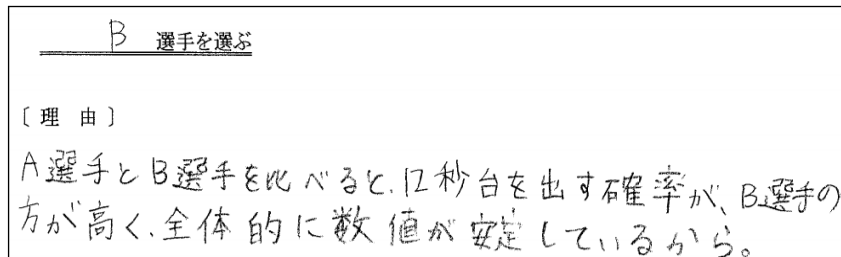 B 選手を選ぶ
〔理 由〕
A選手とB選手を比べると、12秒台を出す確率が、B選手の
方が高く、全体的に数値が安定しているから。